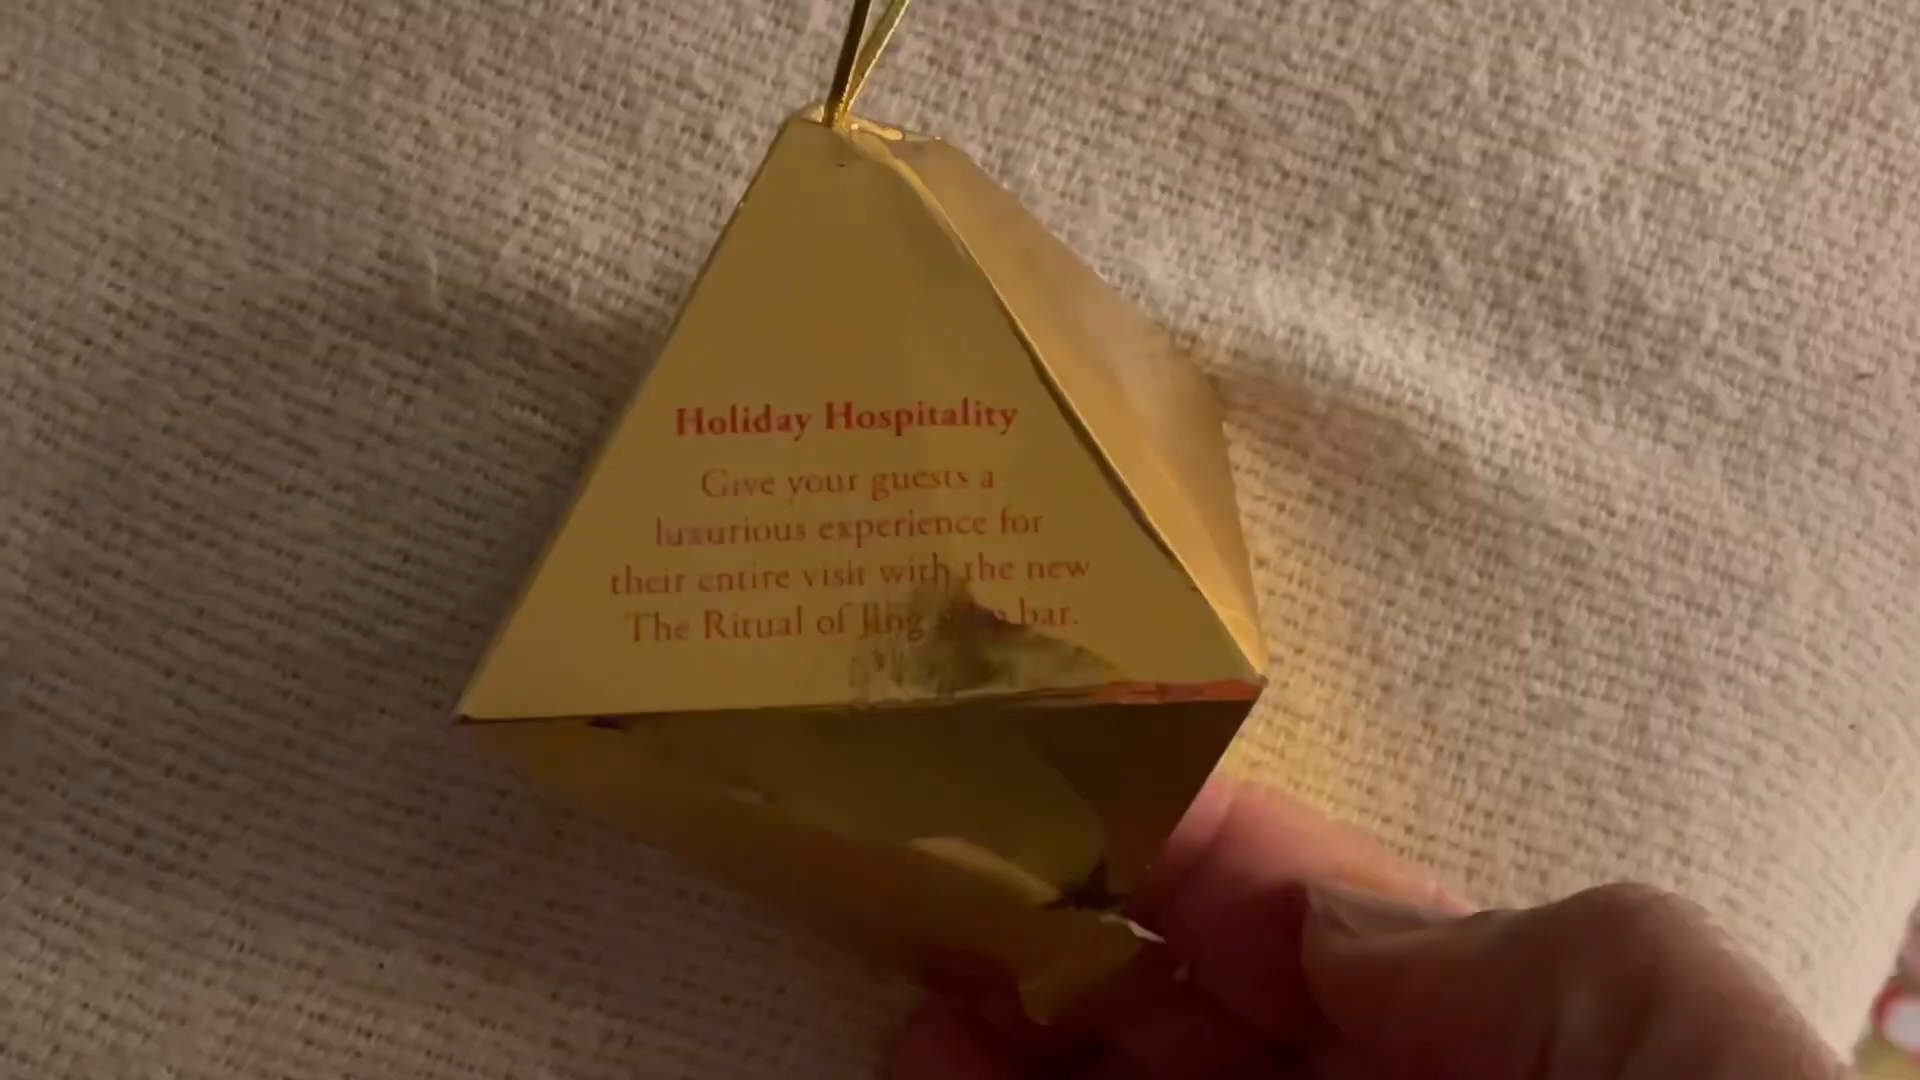 Holiday Hospitality
Give your guests a
luxurious experience for
their entire visit with the new
The Ritual of Jing bar.